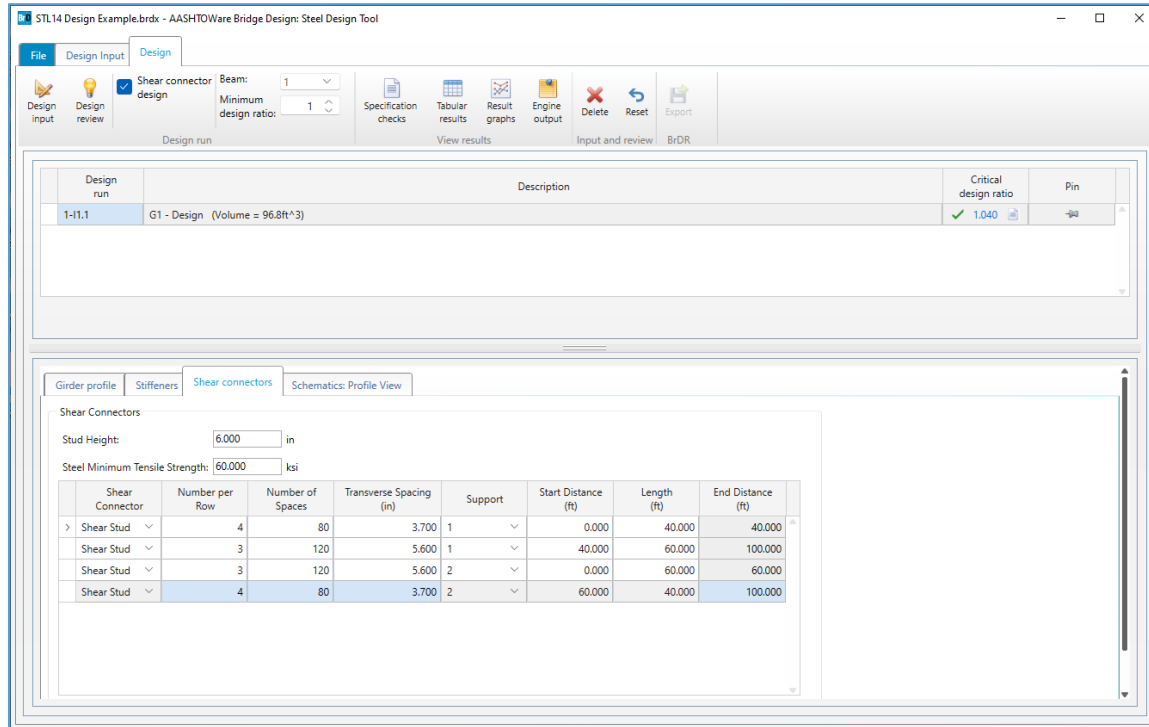 BrD STL14 Design Example.brdx - AASHTOWare Bridge Design: Steel Design Tool
File Design Input Design
Design input
Design review
Shear connector design
Beam: 1
Minimum design ratio: 1
Specification checks
Tabular results
Result graphs
Engine output
Delete
Reset
Export
Design run View results Input and review BrDR
Design run Description Critical design ratio Pin
1-I1.1 G1 - Design (Volume = 96.8ft^3) 1.040
Girder profile Stiffeners Shear connectors Schematics: Profile View
Shear Connectors
Stud Height: 6.000 in
Steel Minimum Tensile Strength: 60.000 ksi
Shear Connector Number per Row Number of Spaces Transverse Spacing (in) Support Start Distance (ft) Length (ft) End Distance (ft)
> Shear Stud 4 80 3.700 1 0.000 40.000 40.000
Shear Stud 3 120 5.600 1 40.000 60.000 100.000
Shear Stud 3 120 5.600 2 0.000 60.000 60.000
Shear Stud 4 80 3.700 2 60.000 40.000 100.000